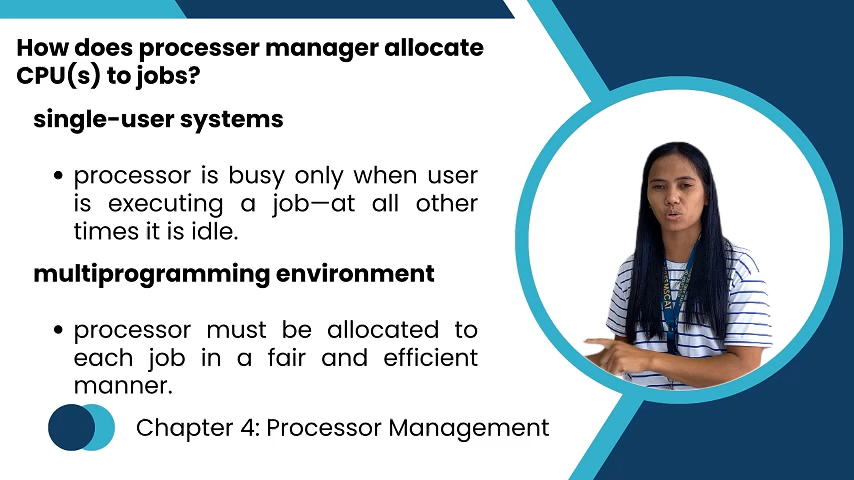 How does processer manager allocate
CPU(s) to jobs?
single-user systems
• processor is busy only when user
is executing a job—at all other
times it is idle.
multiprogramming environment
• processor must be allocated to
each job in a fair and efficient
manner.
Chapter 4: Processor Management